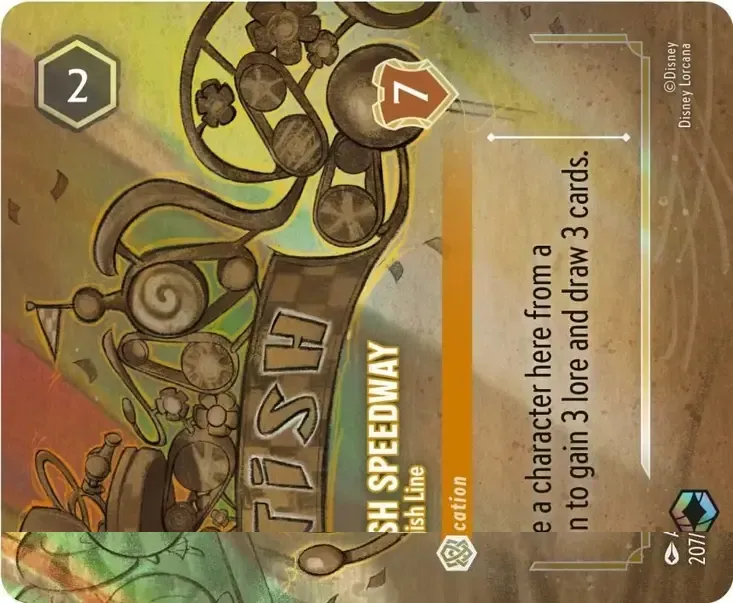 2
7
TISH
SH SPEEDWAY
ish Line
cation
e a character here from a
n to gain 3 lore and draw 3 cards.
©Disney
Disney Lorcana
207/